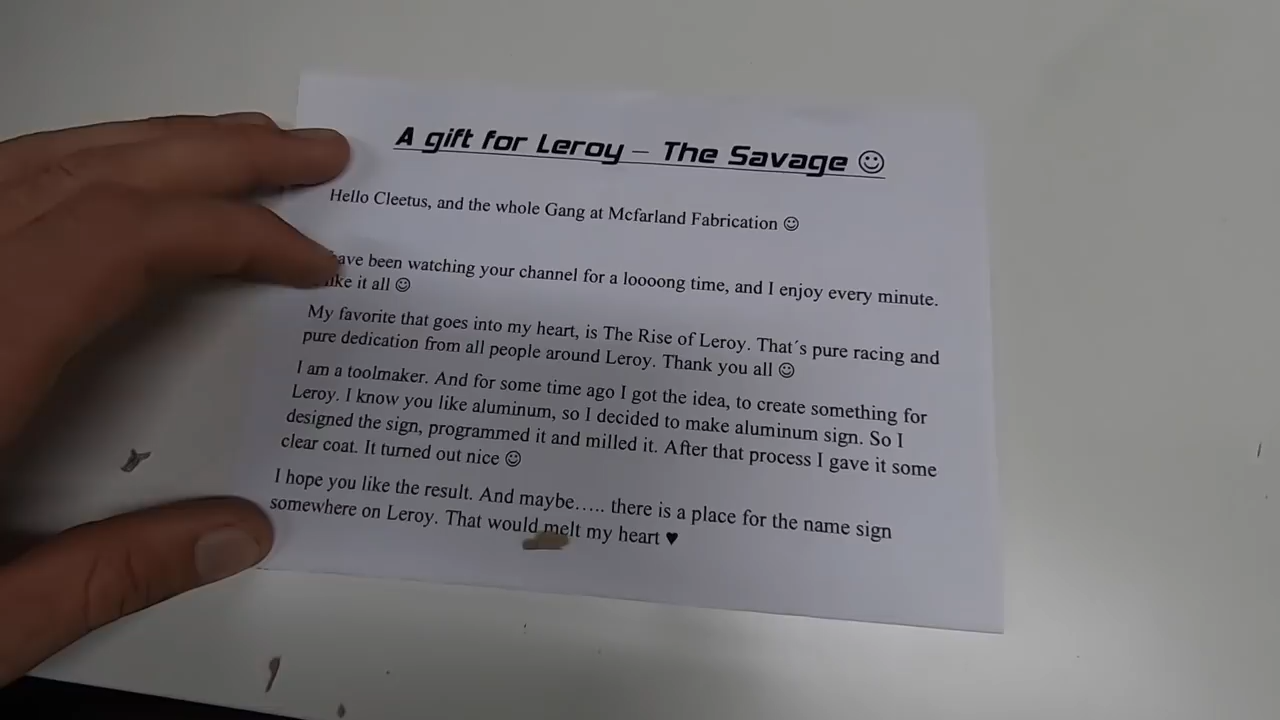 A gift for Leroy – The Savage ☺
Hello Cleetus, and the whole Gang at Mcfarland Fabrication ☺
have been watching your channel for a loooong time, and I enjoy every minute.
like it all ☺
My favorite that goes into my heart, is The Rise of Leroy. That´s pure racing and
pure dedication from all people around Leroy. Thank you all ☺
I am a toolmaker. And for some time ago I got the idea, to create something for
Leroy. I know you like aluminum, so I decided to make aluminum sign. So I
designed the sign, programmed it and milled it. After that process I gave it some
clear coat. It turned out nice ☺
I hope you like the result. And maybe….. there is a place for the name sign
somewhere on Leroy. That would melt my heart ♥